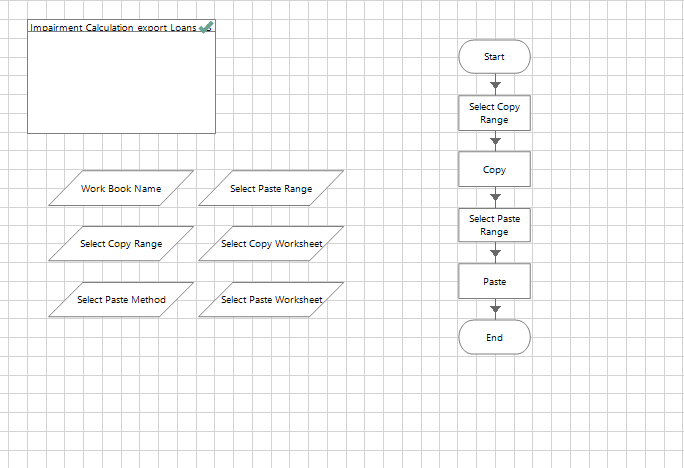 Impairment Calculation export Loans
Start
Select Copy
Range
Copy
Work Book Name
Select Paste Range
Select Paste
Range
Select Copy Range
Select Copy Worksheet
Paste
Select Paste Method
Select Paste Worksheet
End